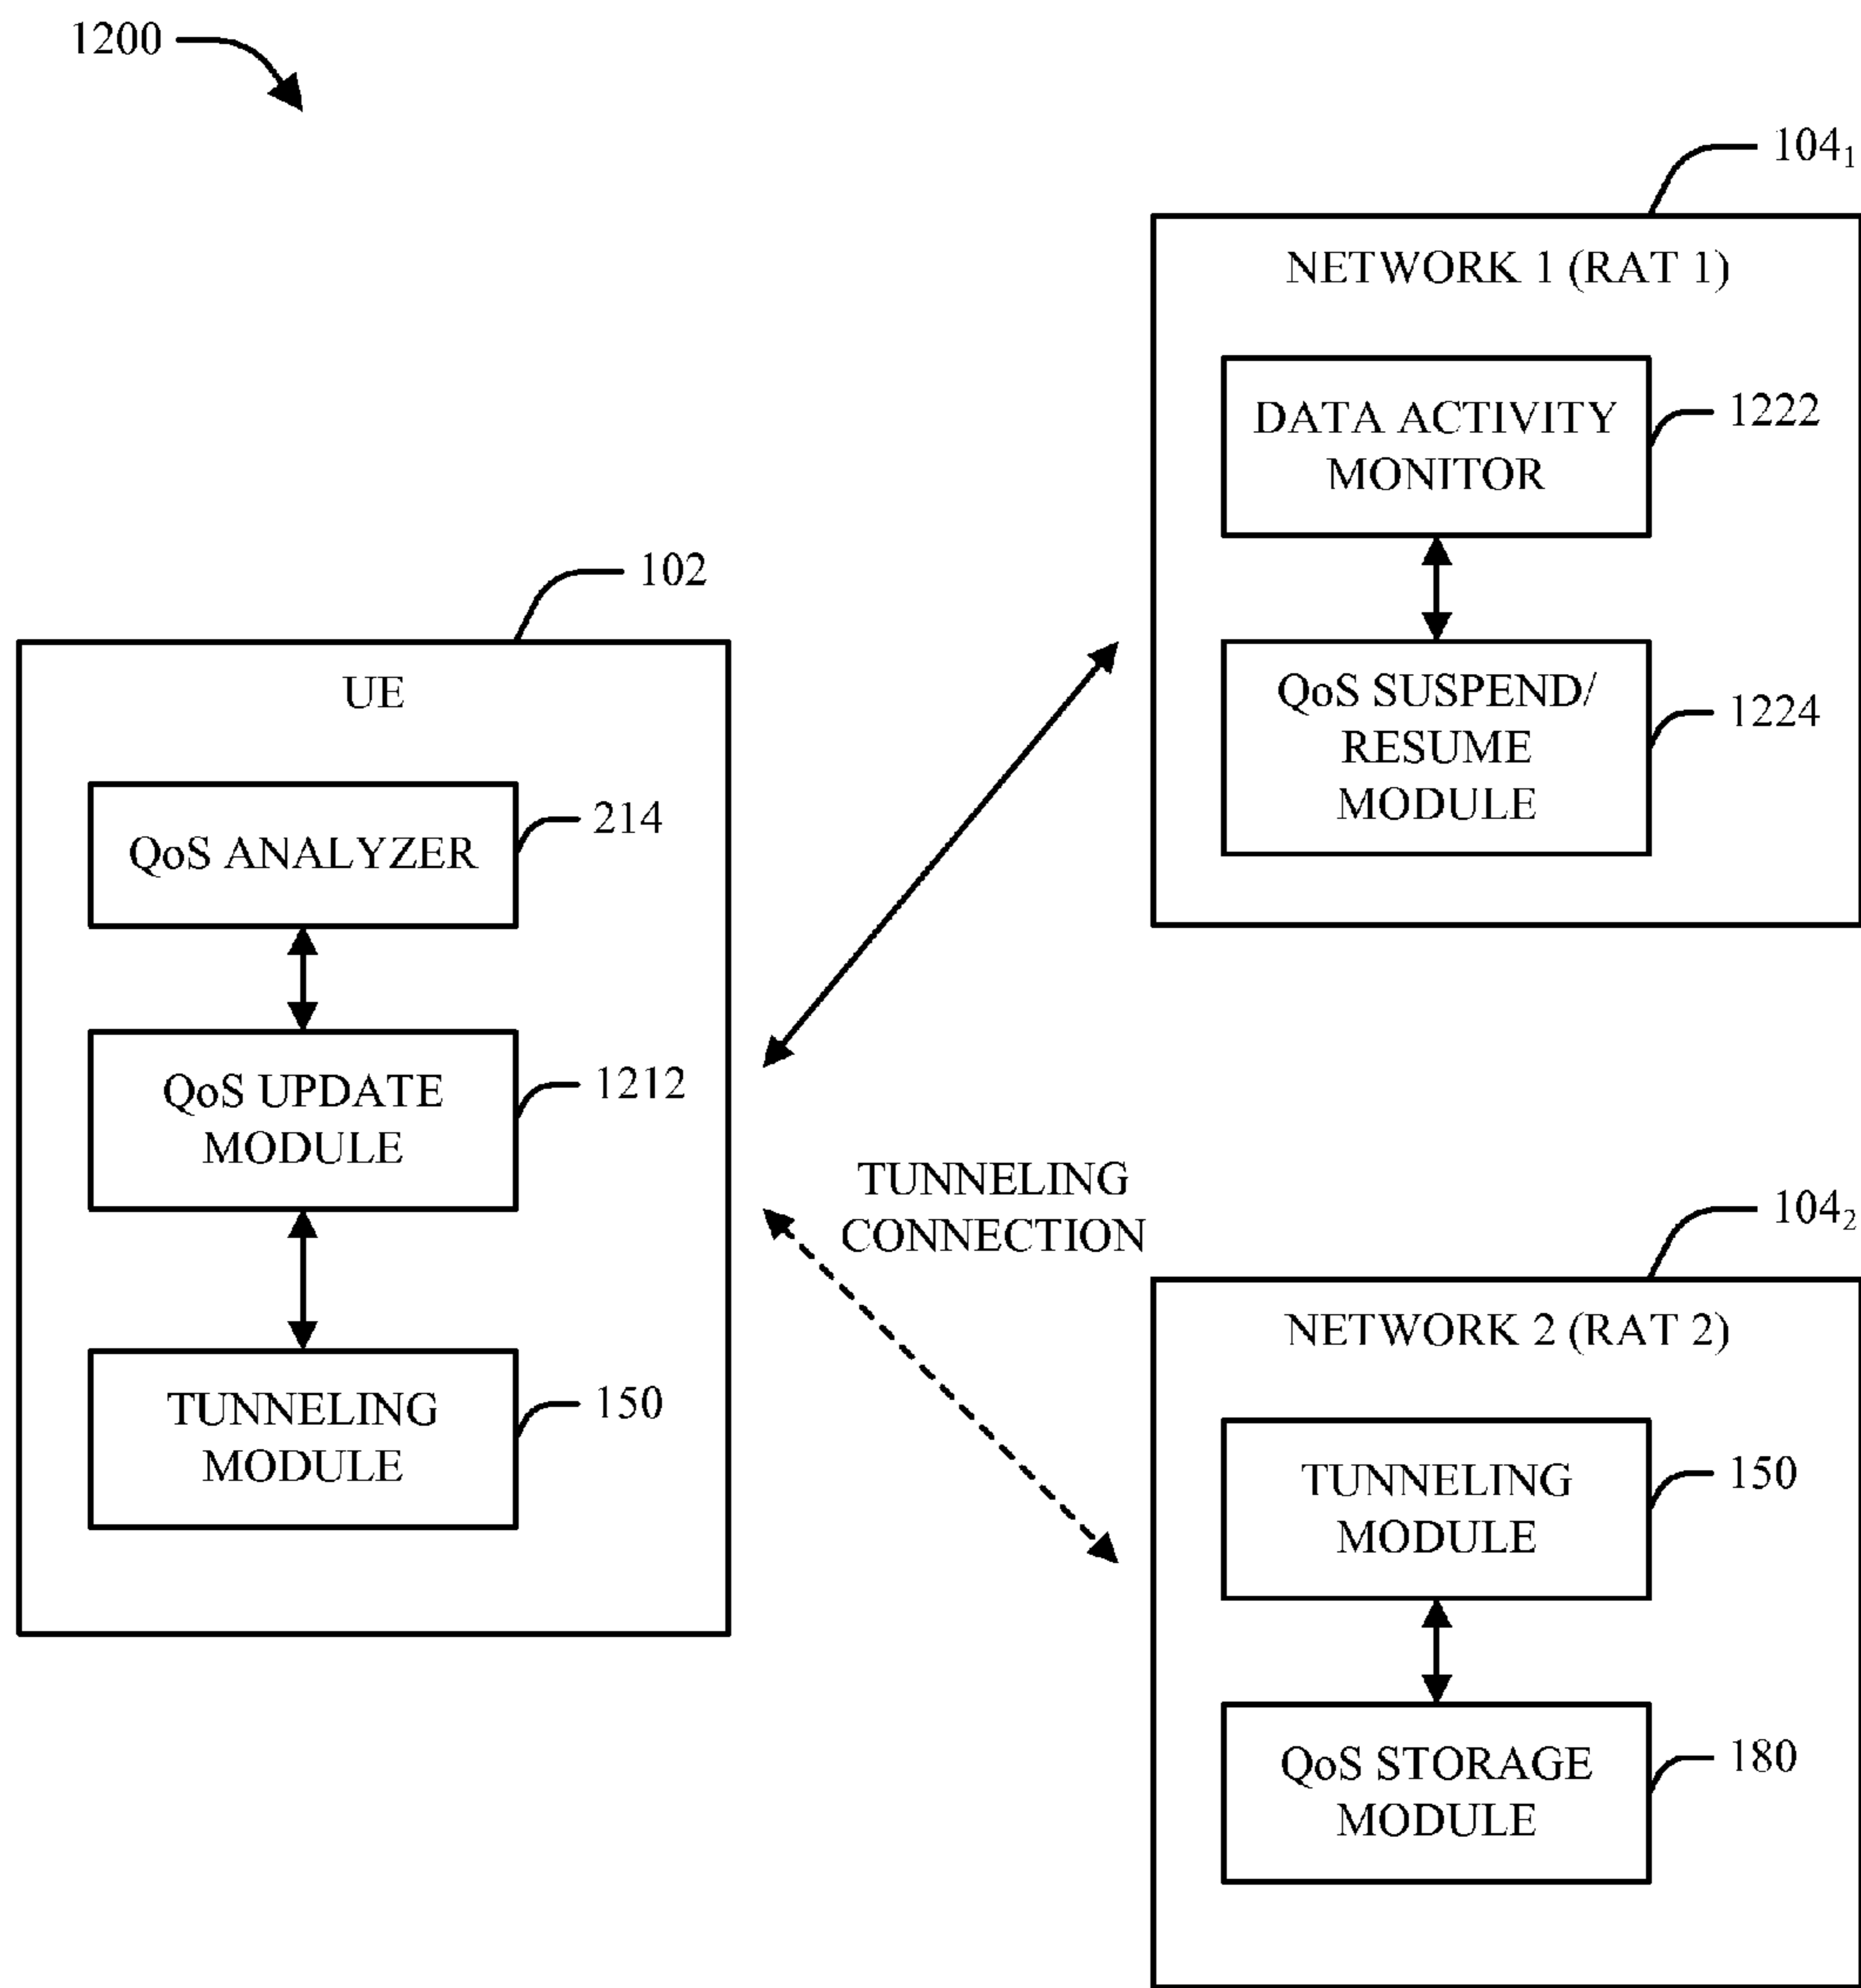 1200
104₁
NETWORK 1 (RAT 1)
DATA ACTIVITY
MONITOR
1222
QoS SUSPEND/
RESUME
MODULE
1224
102
UE
QoS ANALYZER
214
QoS UPDATE
MODULE
1212
TUNNELING
MODULE
150
TUNNELING
CONNECTION
104₂
NETWORK 2 (RAT 2)
TUNNELING
MODULE
150
QoS STORAGE
MODULE
180